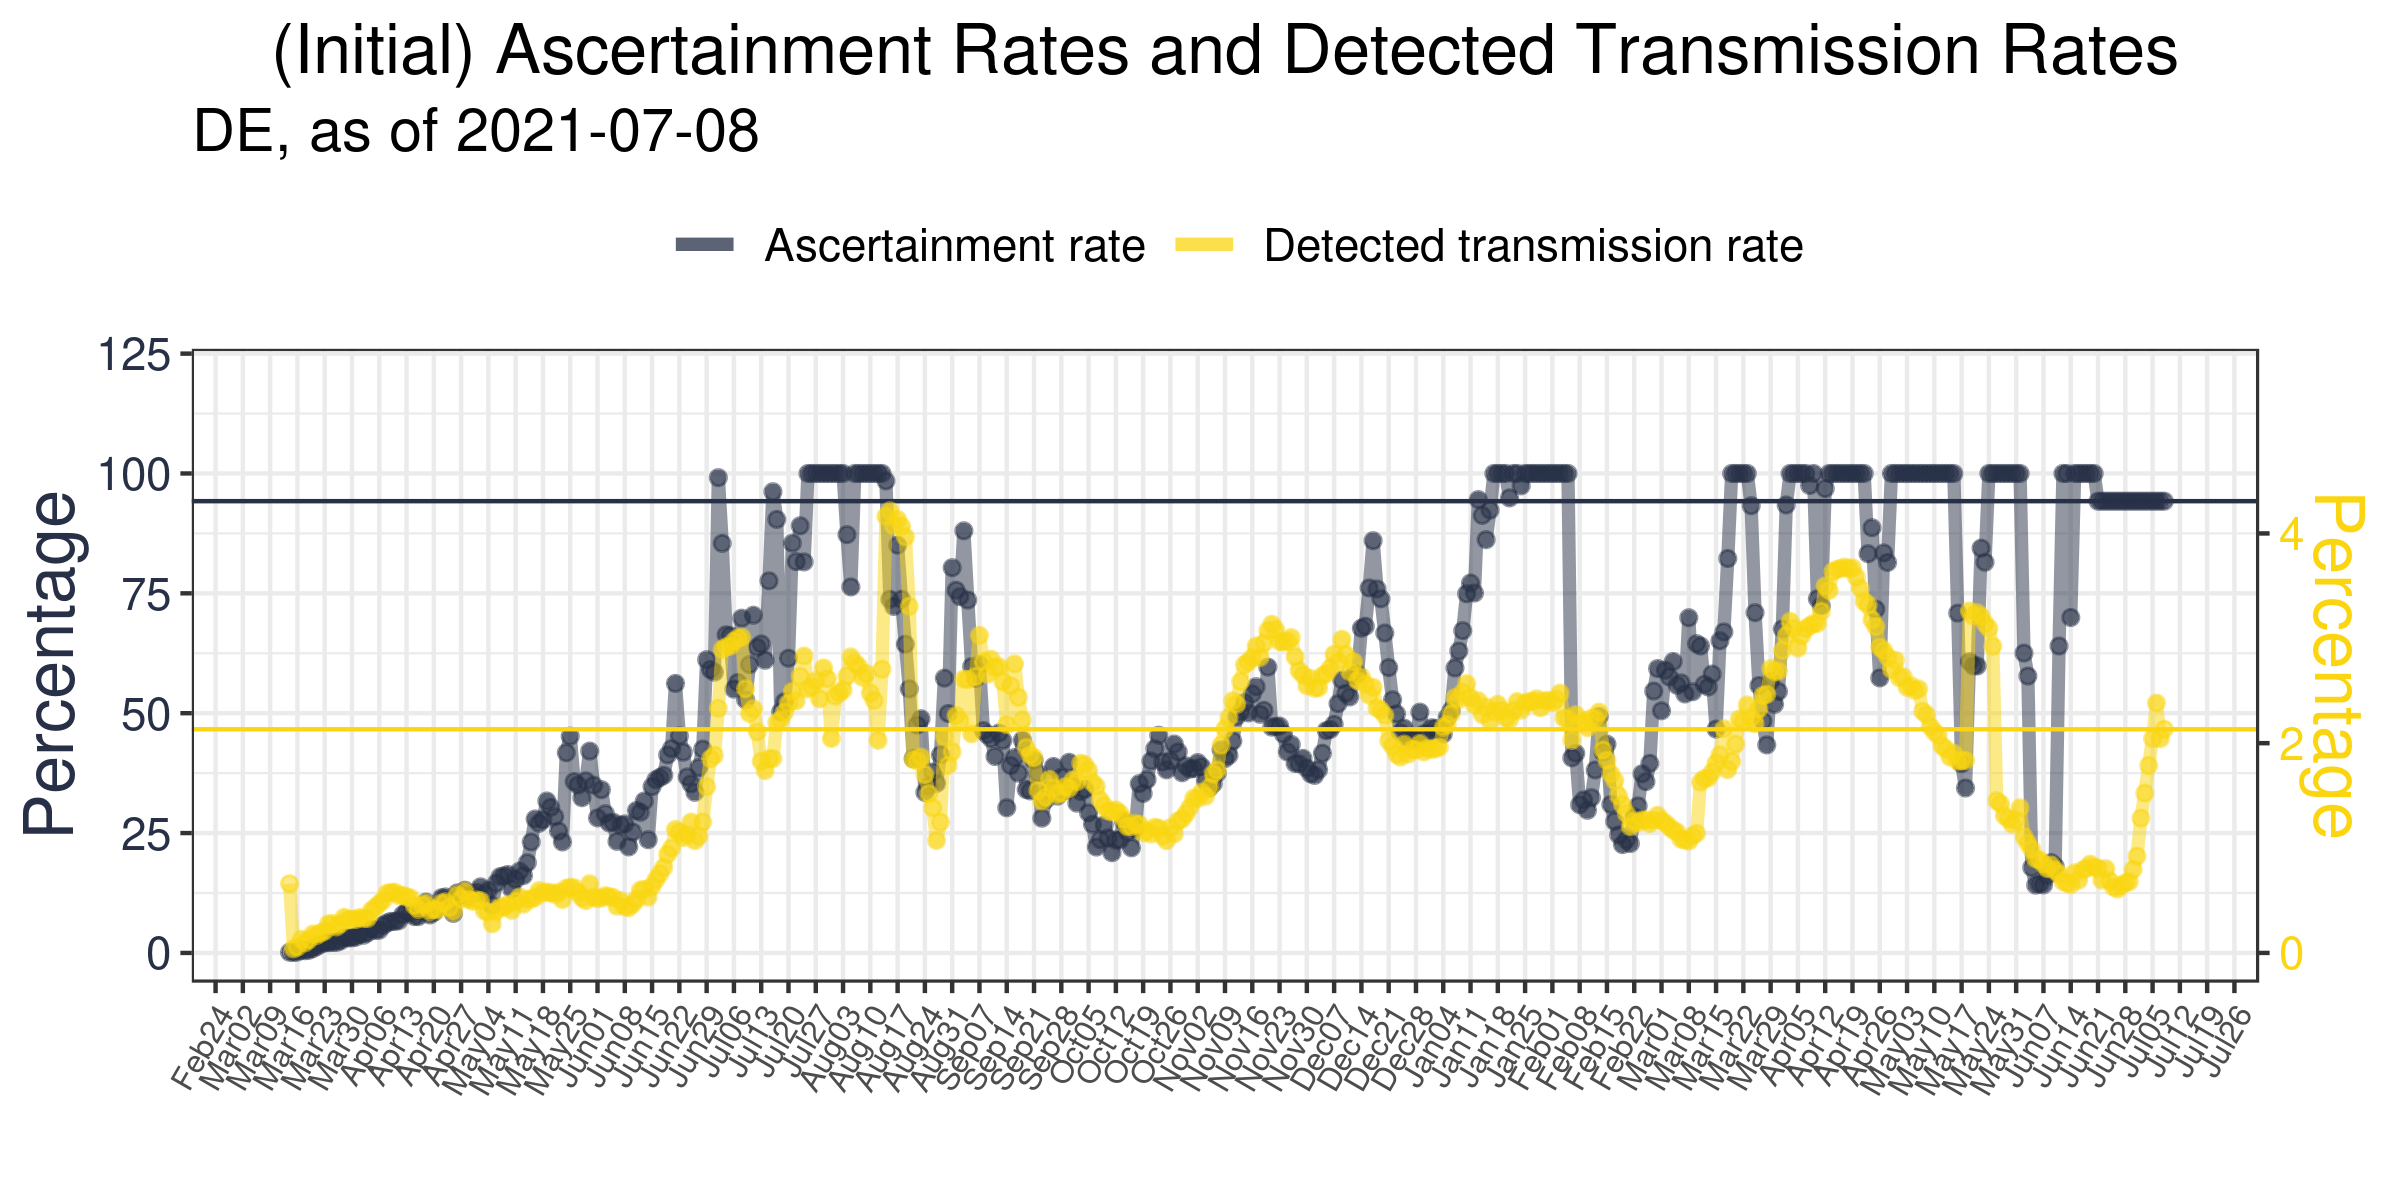 (Initial) Ascertainment Rates and Detected Transmission Rates
DE, as of 2021-07-08
Ascertainment rate
Detected transmission rate
Percentage
125
100
75
50
25
0
4
2
0
Percentage
Feb24
Mar02
Mar09
Mar16
Mar23
Mar30
Apr06
Apr13
Apr20
Apr27
May04
May11
May18
May25
Jun01
Jun08
Jun15
Jun22
Jun29
Jul06
Jul13
Jul20
Jul27
Aug03
Aug10
Aug17
Aug24
Aug31
Sep07
Sep14
Sep21
Sep28
Oct05
Oct12
Oct19
Oct26
Nov02
Nov09
Nov16
Nov23
Nov30
Dec07
Dec14
Dec21
Dec28
Jan04
Jan11
Jan18
Jan25
Feb01
Feb08
Feb15
Feb22
Mar01
Mar08
Mar15
Mar22
Mar29
Apr05
Apr12
Apr19
Apr26
May03
May10
May17
May24
May31
Jun07
Jun14
Jun21
Jun28
Jul05
Jul12
Jul19
Jul26